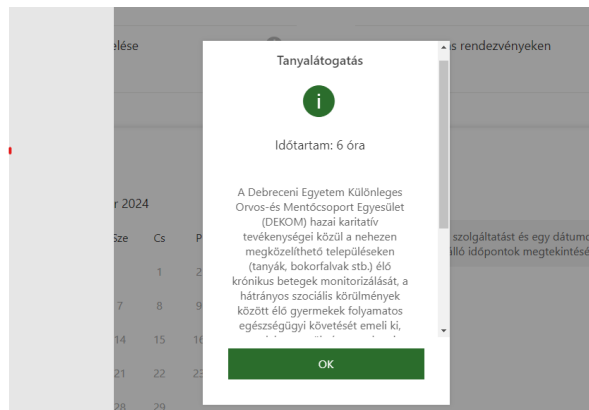 elése
s rendezvényeken
Tanyalátogatás
i
Időtartam: 6 óra
A Debreceni Egyetem Különleges
Orvos-és Mentőcsoport Egyesület
(DEKOM) hazai karitatív
tevékenységei közül a nehezen
megközelíthető településeken
(tanyák, bokorfalvak stb.) élő
krónikus betegek monitorizálását, a
hátrányos szociális körülmények
között élő gyermekek folyamatos
egészségügyi követését emeli ki,
OK
r 2024
Sze Cs P
1 2
7 8 9
14 15 16
21 22 23
28 29
szolgáltatást és egy dátumo
álló időpontok megtekintésé